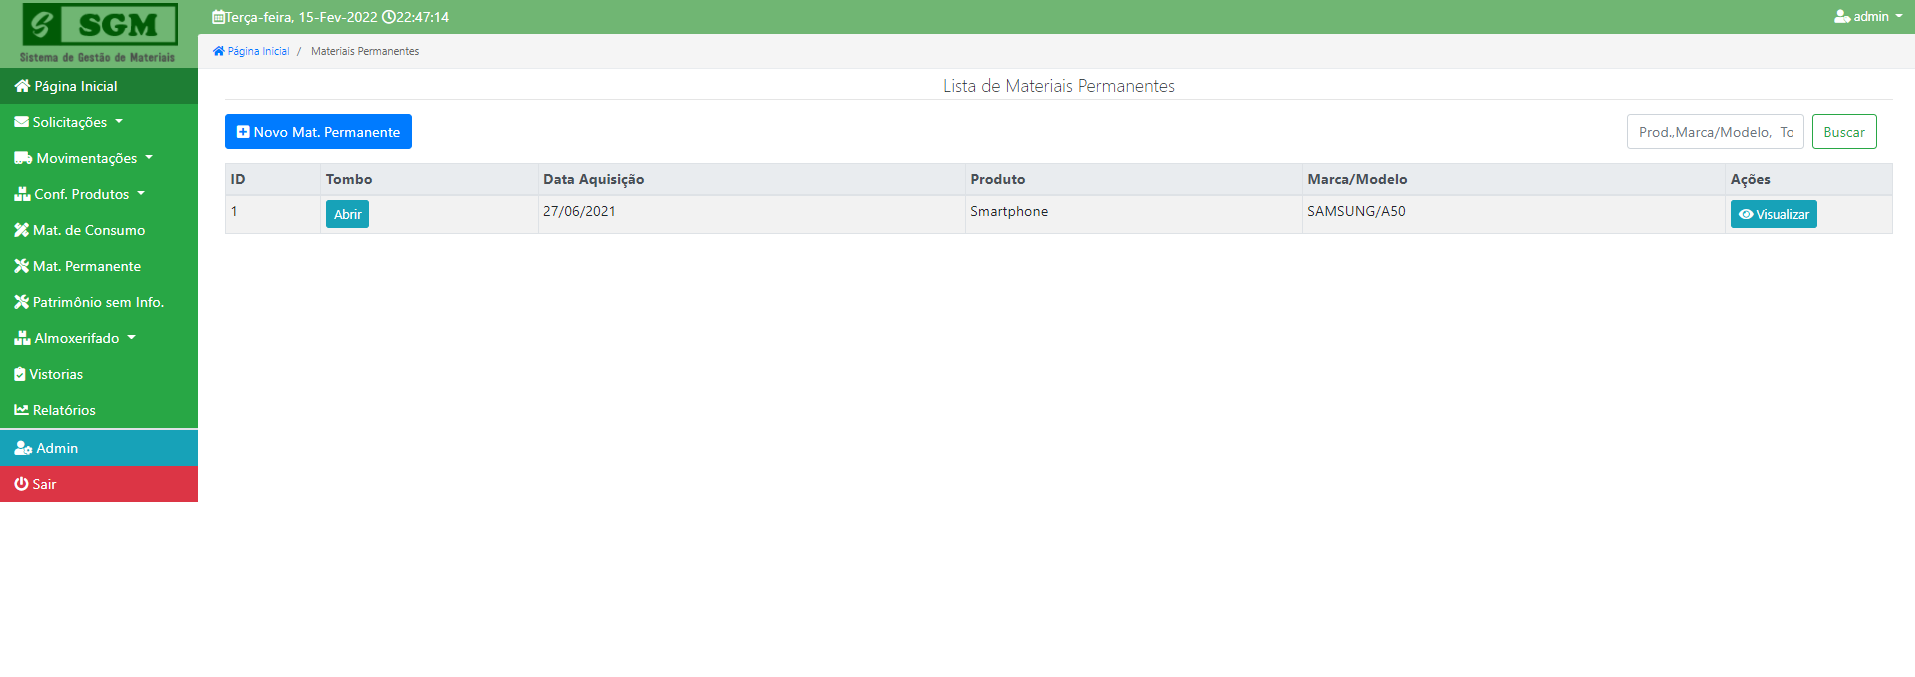 SGM
Sistema de Gestão de Materiais
Terça-feira, 15-Fev-2022 22:47:14
admin
Página Inicial / Materiais Permanentes
Página Inicial
Solicitações
Movimentações
Conf. Produtos
Mat. de Consumo
Mat. Permanente
Patrimônio sem Info.
Almoxerifado
Vistorias
Relatórios
Admin
Sair
Lista de Materiais Permanentes
Novo Mat. Permanente
Prod.,Marca/Modelo, To
Buscar
ID Tombo Data Aquisição Produto Marca/Modelo Ações
1 Abrir 27/06/2021 Smartphone SAMSUNG/A50 Visualizar